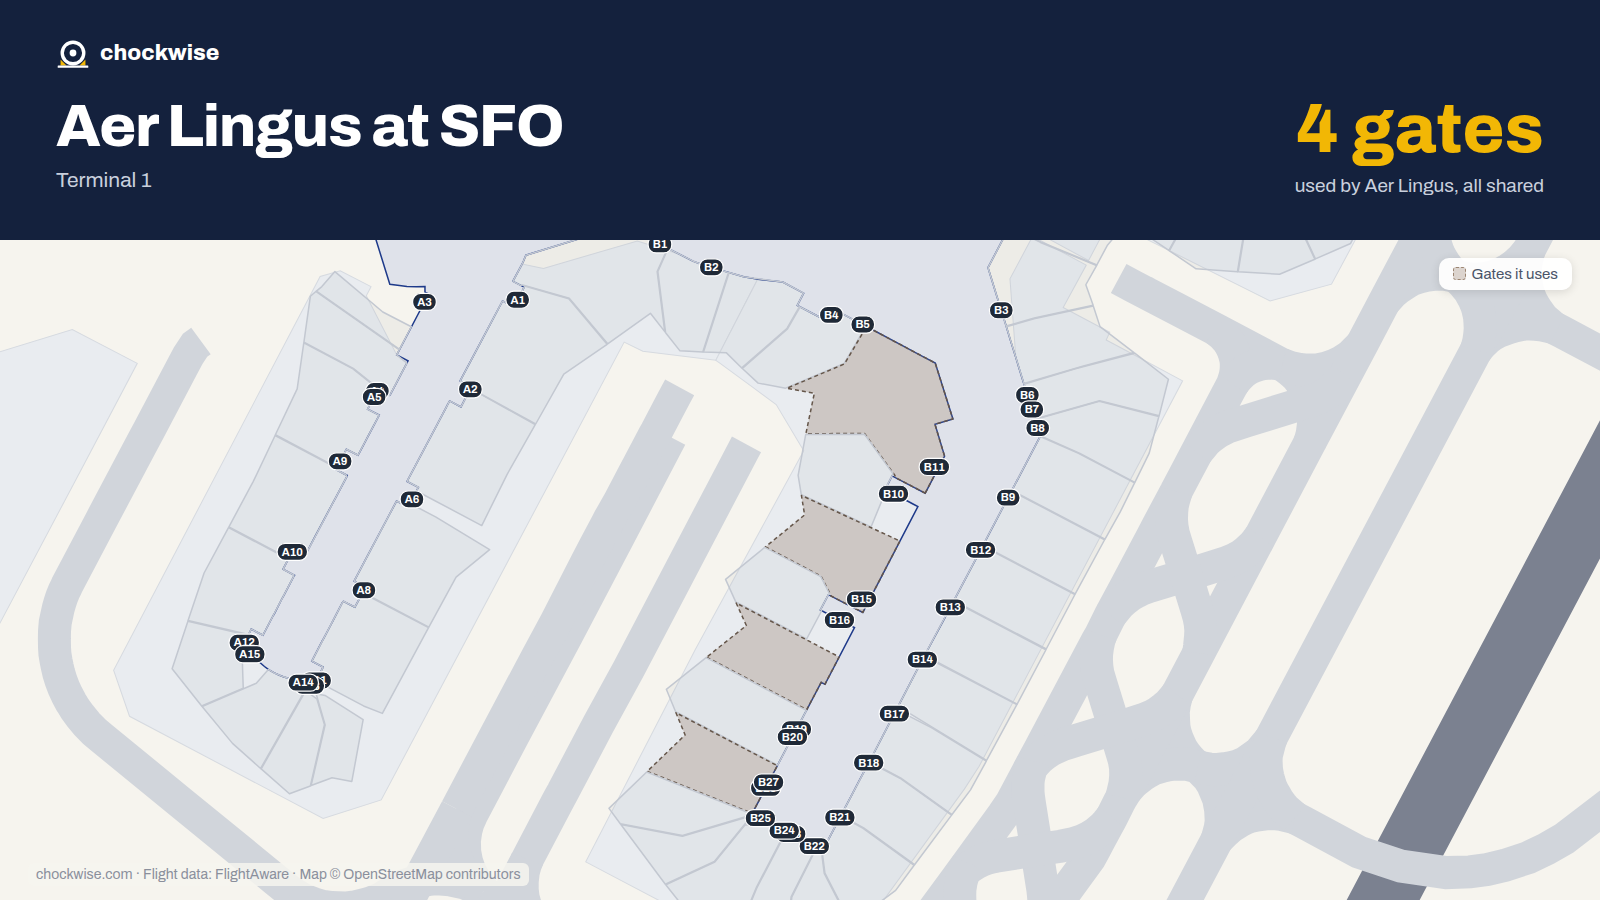 chockwise
Aer Lingus at SFO
Terminal 1
4 gates
used by Aer Lingus, all shared
Gates it uses
B1
B2
A3
A1
B4
B5
B3
A5
A2
B6
B7
B8
A9
B11
B10
A6
B9
A10
B12
A8
B15
B13
B16
A12
A15
B14
A14
B17
B20
B18
B27
B25
B21
B24
B22
chockwise.com · Flight data: FlightAware · Map © OpenStreetMap contributors